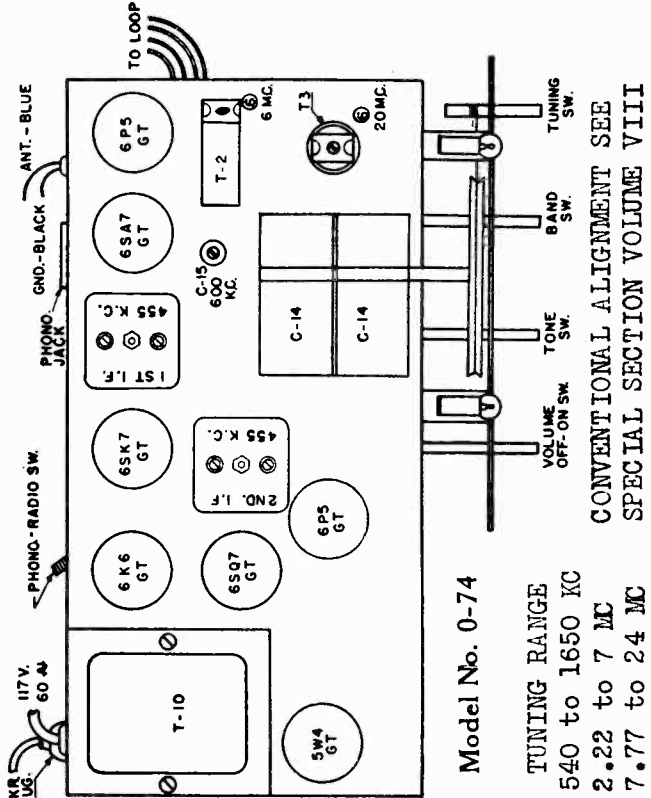 TO LOOP
ANT.-BLUE
GND.-BLACK
PHONO.
JACK
PHONO-RADIO SW.
117 V.
60
6P5
GT
6SA7
GT
1 ST I.F.
455 K.C.
6SK7
GT
6K6
GT
T-10
T-2
6
6 MC.
C-15
600
KC.
T3
6
20 MC.
C-14
C-14
2ND. I.F
455 K.C.
6SQ7
GT
6P5
GT
5W4
GT
TUNING
SW.
BAND
SW.
TONE
SW.
VOLUME
OFF-ON SW.
Model No. 0-74
TUNING RANGE
540 to 1650 KC
2.22 to 7 MC
7.77 to 24 MC
CONVENTIONAL ALIGNMENT SEE
SPECIAL SECTION VOLUME VIII